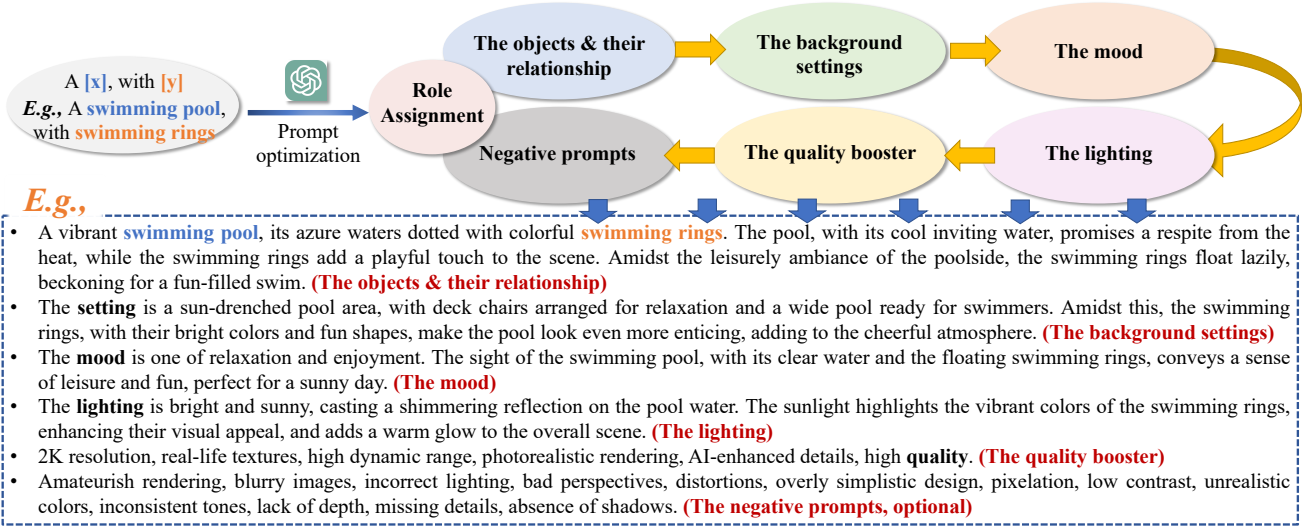 A [x], with [y]
E.g., A swimming pool,
with swimming rings
Prompt
optimization
Role
Assignment
The objects & their
relationship
The background
settings
The mood
The lighting
The quality booster
Negative prompts
E.g.,
• A vibrant swimming pool, its azure waters dotted with colorful swimming rings. The pool, with its cool inviting water, promises a respite from the
heat, while the swimming rings add a playful touch to the scene. Amidst the leisurely ambiance of the poolside, the swimming rings float lazily,
beckoning for a fun-filled swim. (The objects & their relationship)
• The setting is a sun-drenched pool area, with deck chairs arranged for relaxation and a wide pool ready for swimmers. Amidst this, the swimming
rings, with their bright colors and fun shapes, make the pool look even more enticing, adding to the cheerful atmosphere. (The background settings)
• The mood is one of relaxation and enjoyment. The sight of the swimming pool, with its clear water and the floating swimming rings, conveys a sense
of leisure and fun, perfect for a sunny day. (The mood)
• The lighting is bright and sunny, casting a shimmering reflection on the pool water. The sunlight highlights the vibrant colors of the swimming rings,
enhancing their visual appeal, and adds a warm glow to the overall scene. (The lighting)
• 2K resolution, real-life textures, high dynamic range, photorealistic rendering, AI-enhanced details, high quality. (The quality booster)
• Amateurish rendering, blurry images, incorrect lighting, bad perspectives, distortions, overly simplistic design, pixelation, low contrast, unrealistic
colors, inconsistent tones, lack of depth, missing details, absence of shadows. (The negative prompts, optional)